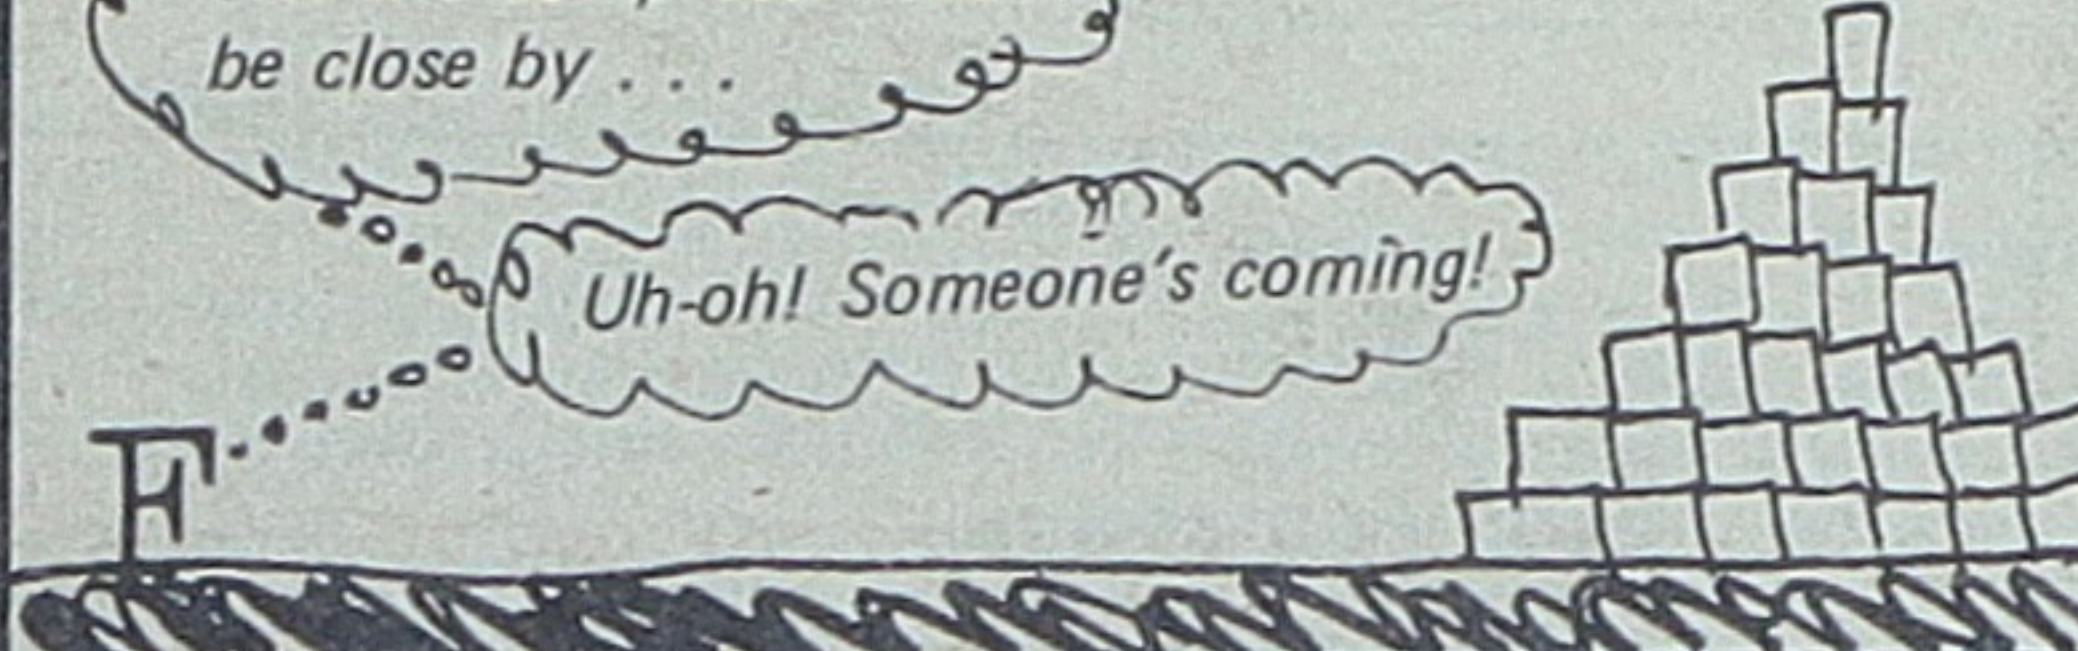 be close by . . .
Uh-oh! Someone's coming!
F